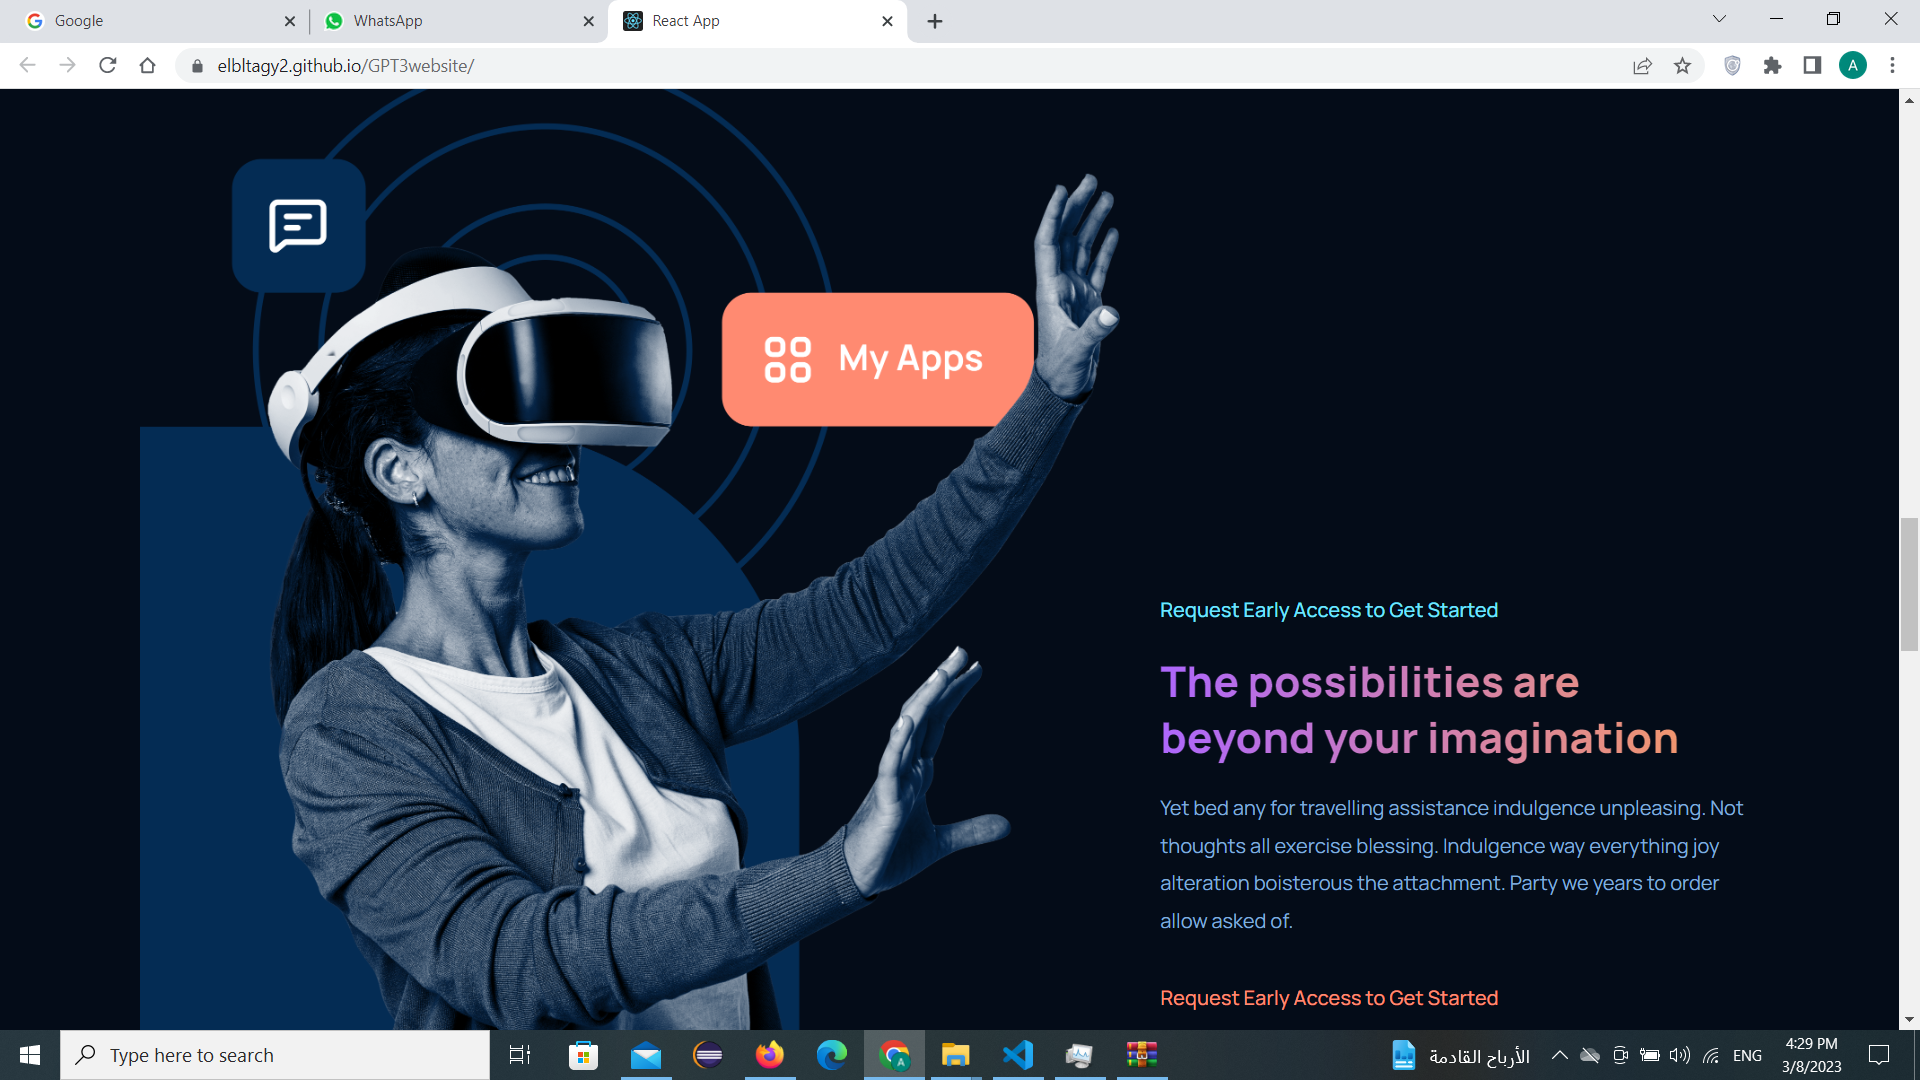 Google
WhatsApp
React App
elbltagy2.github.io/GPT3website/
A
My Apps
Request Early Access to Get Started
The possibilities are
beyond your imagination
Yet bed any for travelling assistance indulgence unpleasing. Not
thoughts all exercise blessing. Indulgence way everything joy
alteration boisterous the attachment. Party we years to order
allow asked of.
Request Early Access to Get Started
Type here to search
A
الأرباح القادمة
ENG
4:29 PM
3/8/2023